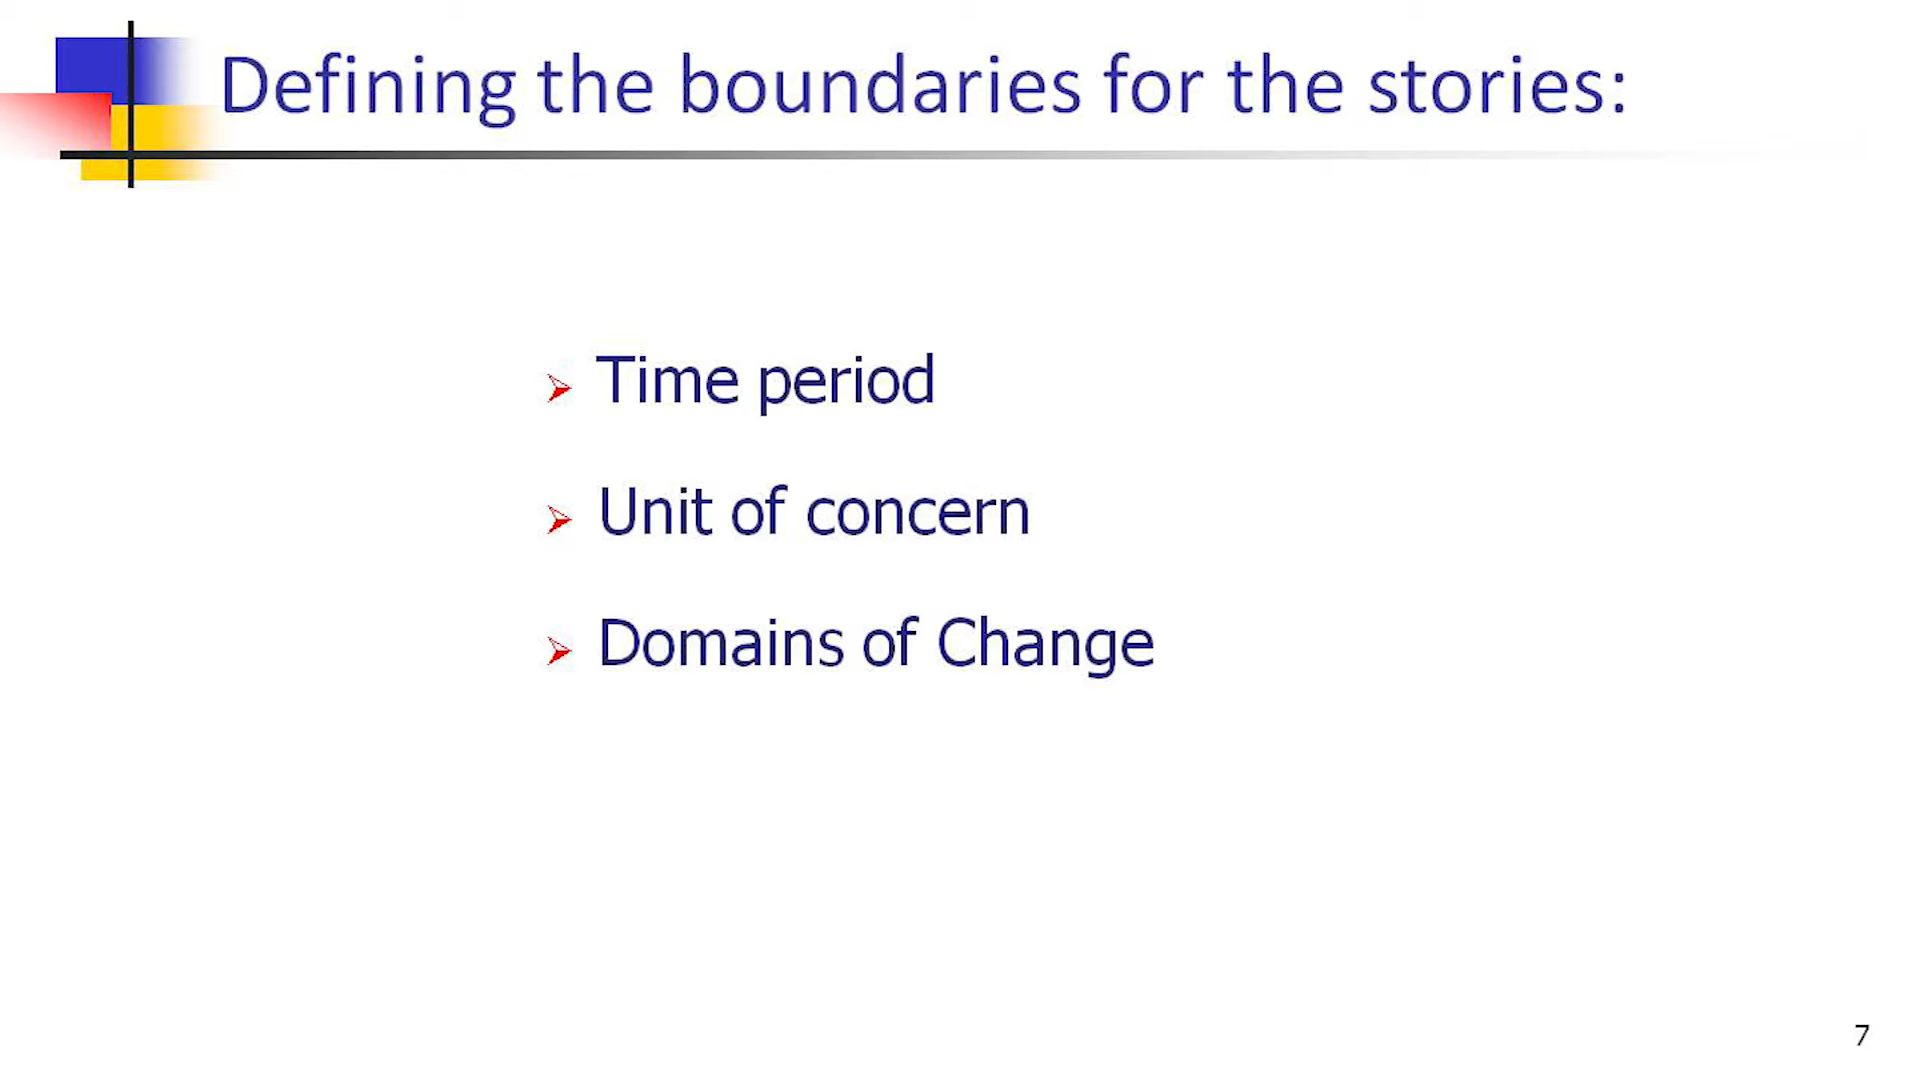 Defining the boundaries for the stories:
Time period
Unit of concern
Domains of Change
7